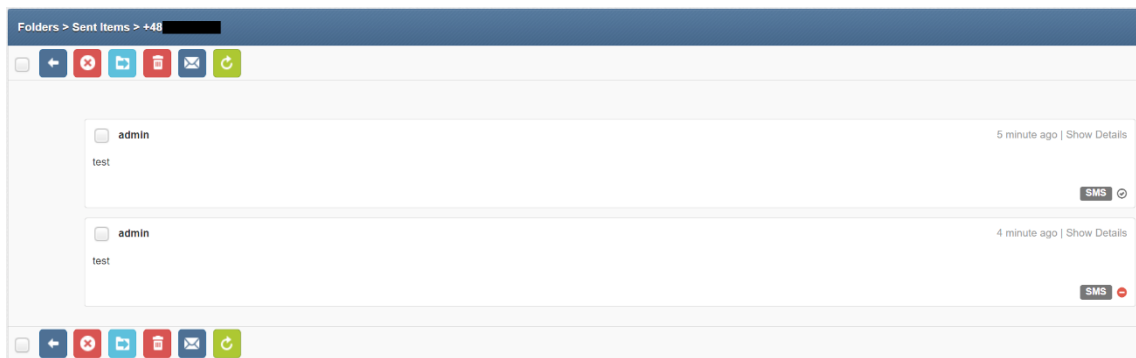 Folders > Sent Items > +48
admin
5 minute ago | Show Details
test
SMS
admin
4 minute ago | Show Details
test
SMS